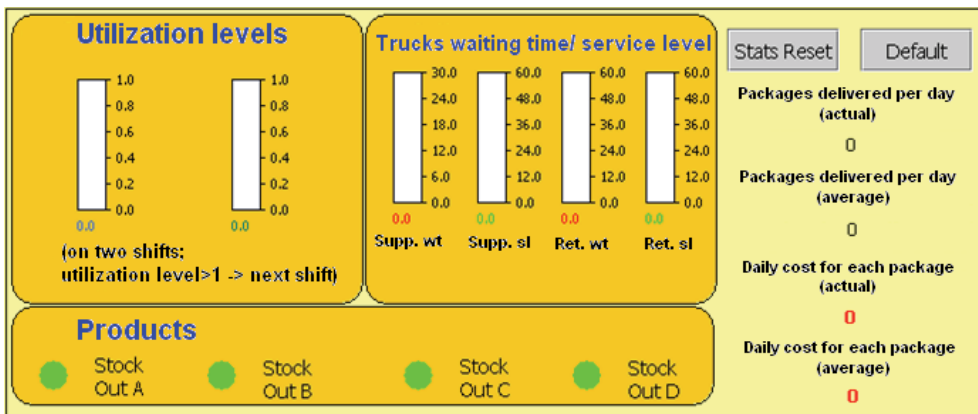 Utilization levels
1.0
0.8
0.6
0.4
0.2
0.0
0.0
1.0
0.8
0.6
0.4
0.2
0.0
0.0
(on two shifts;
utilization level>1 -> next shift)
Trucks waiting time/ service level
30.0
24.0
18.0
12.0
6.0
0.0
0.0
Supp. wt
60.0
48.0
36.0
24.0
12.0
0.0
0.0
Supp. sl
60.0
48.0
36.0
24.0
12.0
0.0
0.0
Ret. wt
60.0
48.0
36.0
24.0
12.0
0.0
0.0
Ret. sl
Stats Reset
Default
Packages delivered per day
(actual)
0
Packages delivered per day
(average)
0
Daily cost for each package
(actual)
0
Daily cost for each package
(average)
0
Products
Stock
Out A
Stock
Out B
Stock
Out C
Stock
Out D